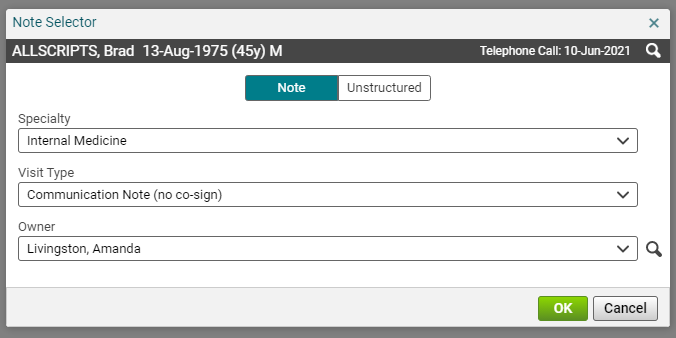 Note Selector
ALLSCRIPTS, Brad 13-Aug-1975 (45y) M Telephone Call: 10-Jun-2021
Note Unstructured
Specialty
Internal Medicine
Visit Type
Communication Note (no co-sign)
Owner
Livingston, Amanda
OK Cancel